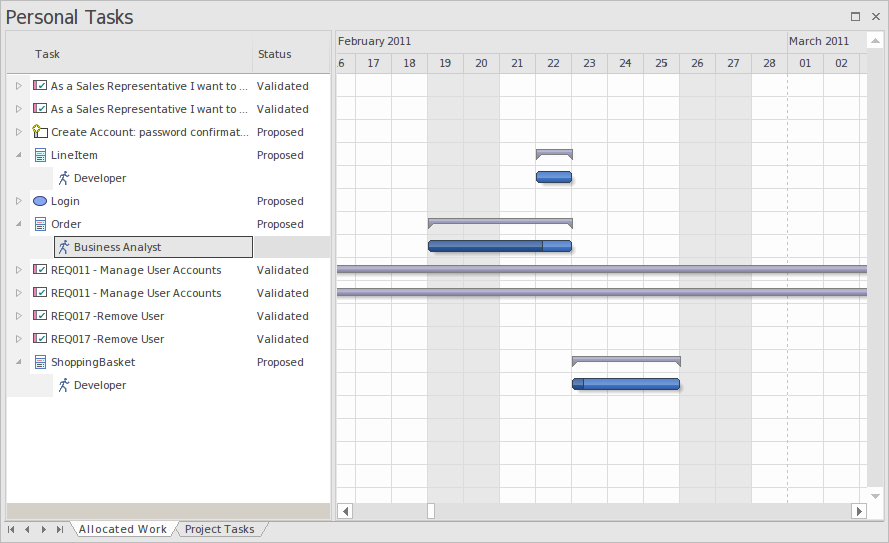 Personal Tasks
Task Status
February 2011 March 2011
6 17 18 19 20 21 22 23 24 25 26 27 28 01 02
As a Sales Representative I want to ... Validated
As a Sales Representative I want to ... Validated
Create Account: password confirmat... Proposed
LineItem Proposed
Developer
Login Proposed
Order Proposed
Business Analyst
REQ011 - Manage User Accounts Validated
REQ011 - Manage User Accounts Validated
REQ017 -Remove User Validated
REQ017 -Remove User Validated
ShoppingBasket Proposed
Developer
Allocated Work Project Tasks